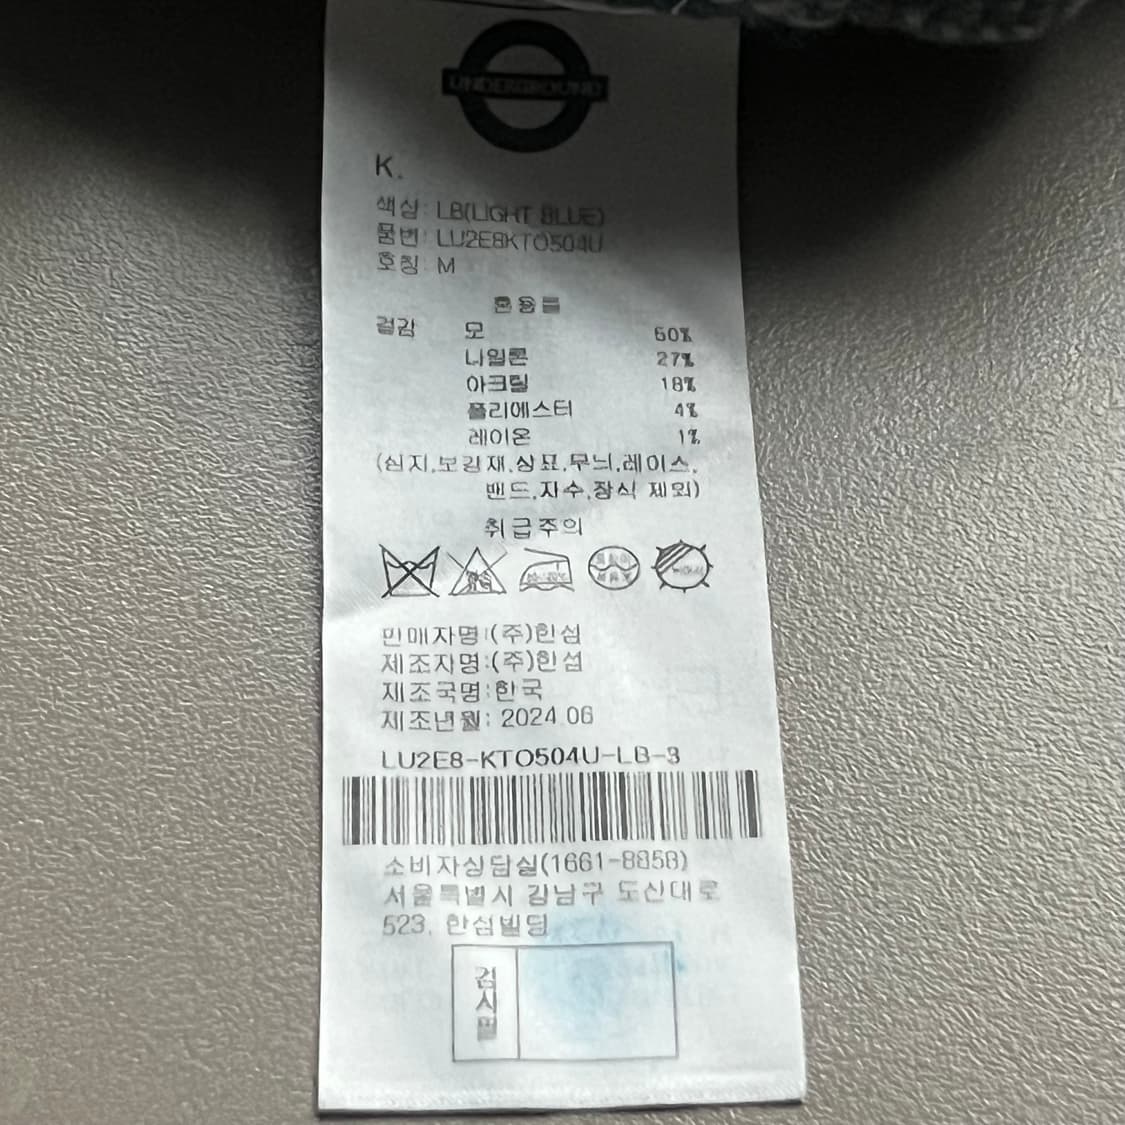 UNDERGROUND
K.
색상: LB(LIGHT BLUE)
품번: LU2E8KTO504U
호칭: M
혼용률
겉감 모 50%
나일론 27%
아크릴 18%
폴리에스터 4%
레이온 1%
(심지,보강재,상표,무늬,레이스,
밴드,자수,장식 제외)
취급주의
판매자명:(주)한섬
제조자명:(주)한섬
제조국명:한국
제조년월: 2024.06
LU2E8-KTO504U-LB-3
소비자상담실(1661-8858)
서울특별시 강남구 도산대로
523, 한섬빌딩
검사필